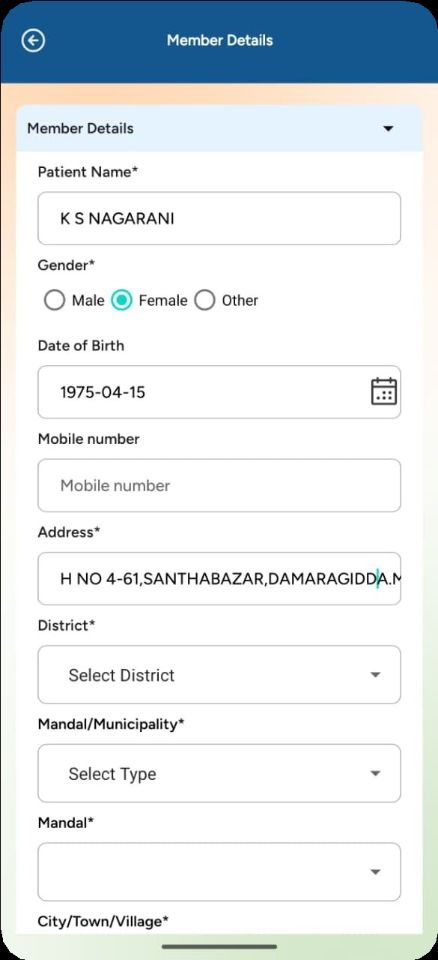 Member Details
Member Details
Patient Name*
K S NAGARANI
Gender*
Male Female Other
Date of Birth
1975-04-15
Mobile number
Mobile number
Address*
H NO 4-61,SANTHABAZAR,DAMARAGIDDA.M
District*
Select District
Mandal/Municipality*
Select Type
Mandal*
City/Town/Village*